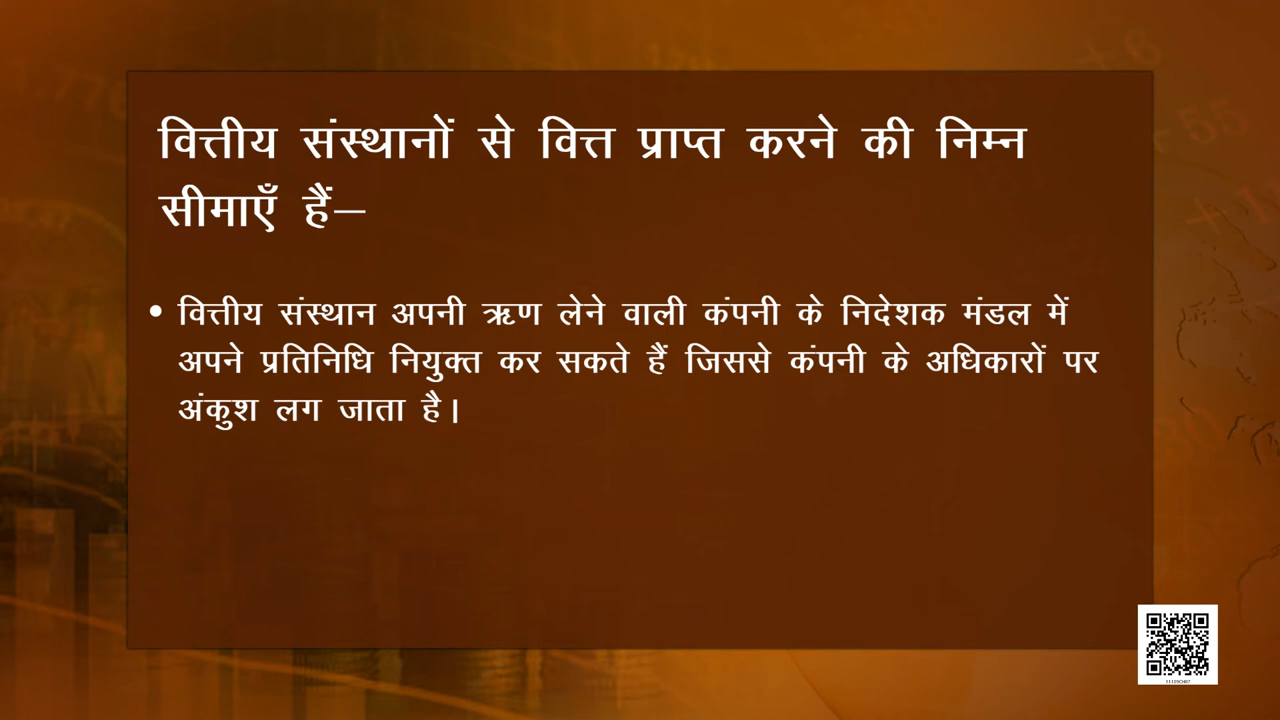 वित्तीय संस्थानों से वित्त प्राप्त करने की निम्न
सीमाएँ हैं–
• वित्तीय संस्थान अपनी ऋण लेने वाली कंपनी के निदेशक मंडल में
अपने प्रतिनिधि नियुक्त कर सकते हैं जिससे कंपनी के अधिकारों पर
अंकुश लग जाता है।